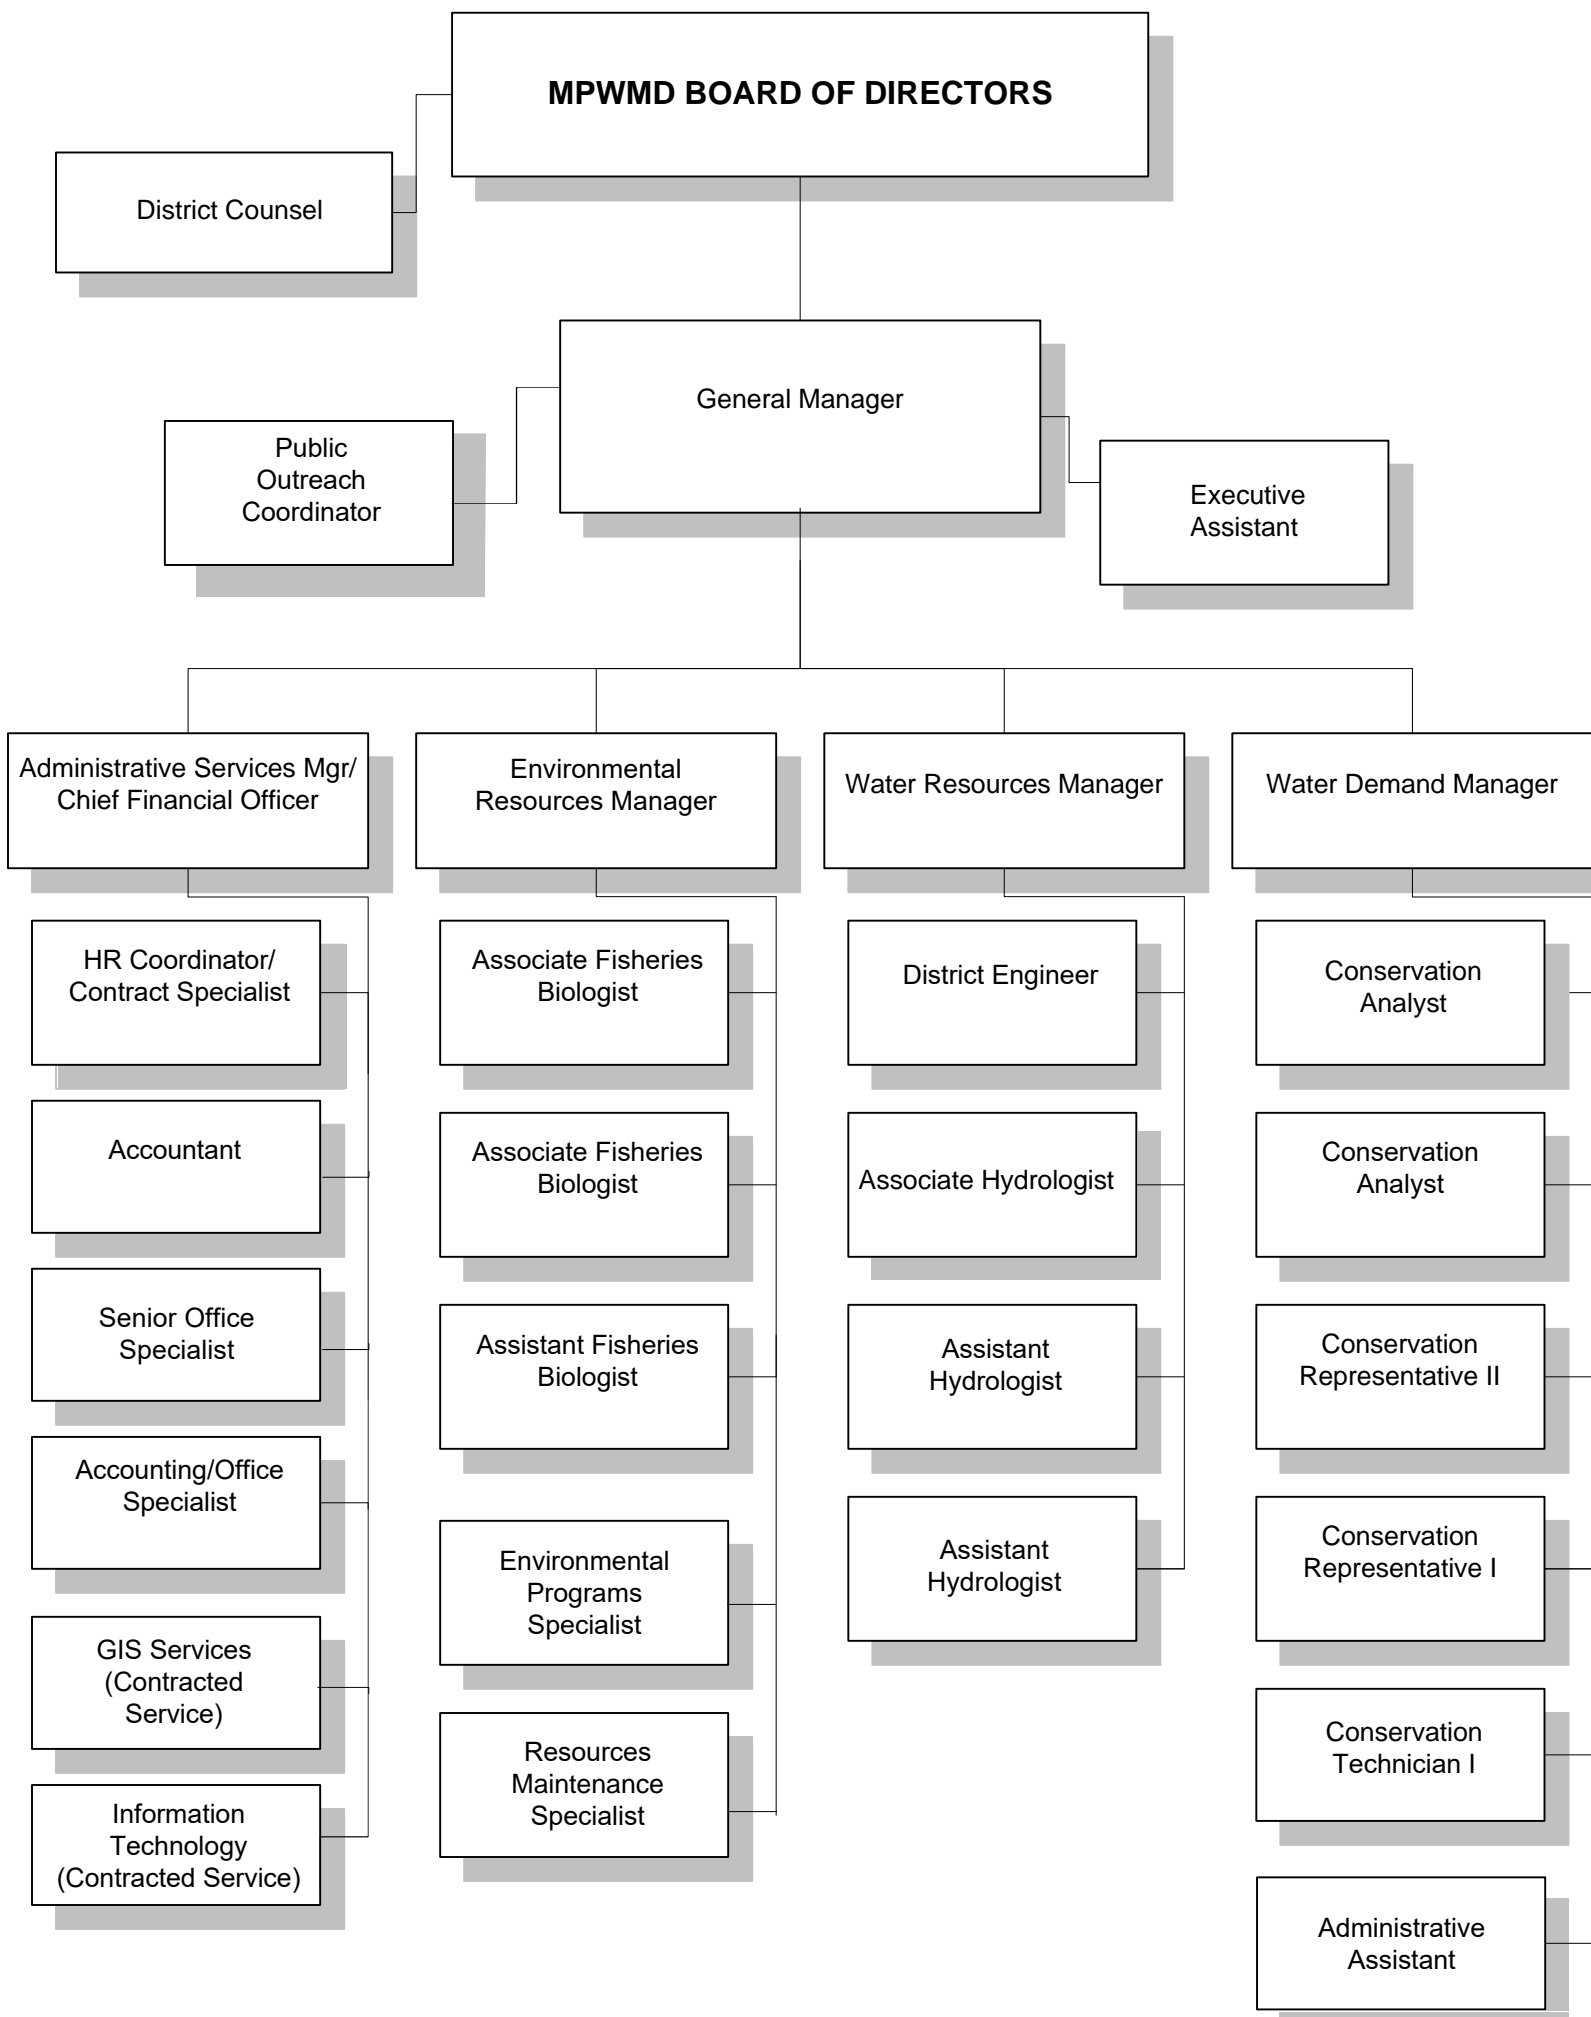 MPWMD BOARD OF DIRECTORS
District Counsel
General Manager
Public
Outreach
Coordinator
Executive
Assistant
Administrative Services Mgr/
Chief Financial Officer
Environmental
Resources Manager
Water Resources Manager
Water Demand Manager
HR Coordinator/
Contract Specialist
Accountant
Senior Office
Specialist
Accounting/Office
Specialist
GIS Services
(Contracted
Service)
Information
Technology
(Contracted Service)
Associate Fisheries
Biologist
Associate Fisheries
Biologist
Assistant Fisheries
Biologist
Environmental
Programs
Specialist
Resources
Maintenance
Specialist
District Engineer
Associate Hydrologist
Assistant
Hydrologist
Assistant
Hydrologist
Conservation
Analyst
Conservation
Analyst
Conservation
Representative II
Conservation
Representative I
Conservation
Technician I
Administrative
Assistant